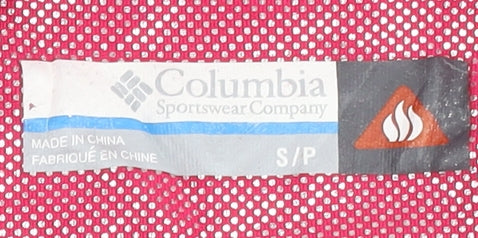 Columbia
Sportswear Company
MADE IN CHINA
FABRIQUÉ EN CHINE
S/P